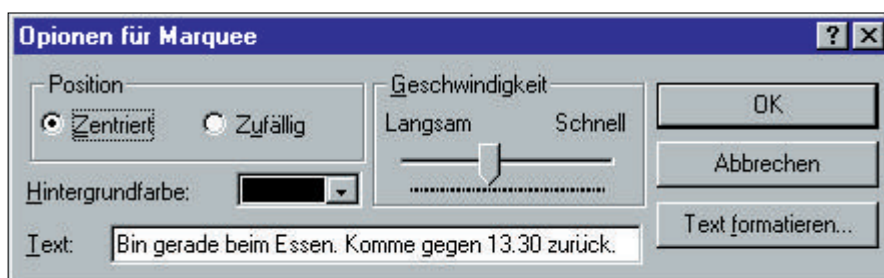 Opionen für Marquee
Position
Zentriert Zufällig
Geschwindigkeit
Langsam Schnell
Hintergrundfarbe:
Text: Bin gerade beim Essen. Komme gegen 13.30 zurück.
OK
Abbrechen
Text formatieren...